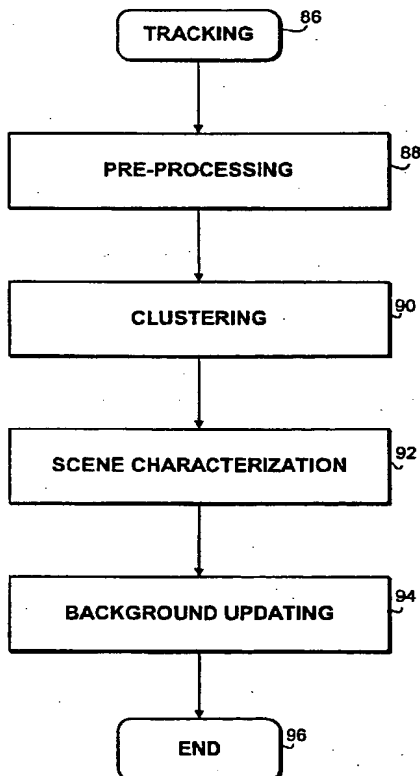 TRACKING 86
PRE-PROCESSING 88
CLUSTERING 90
SCENE CHARACTERIZATION 92
BACKGROUND UPDATING 94
END 96